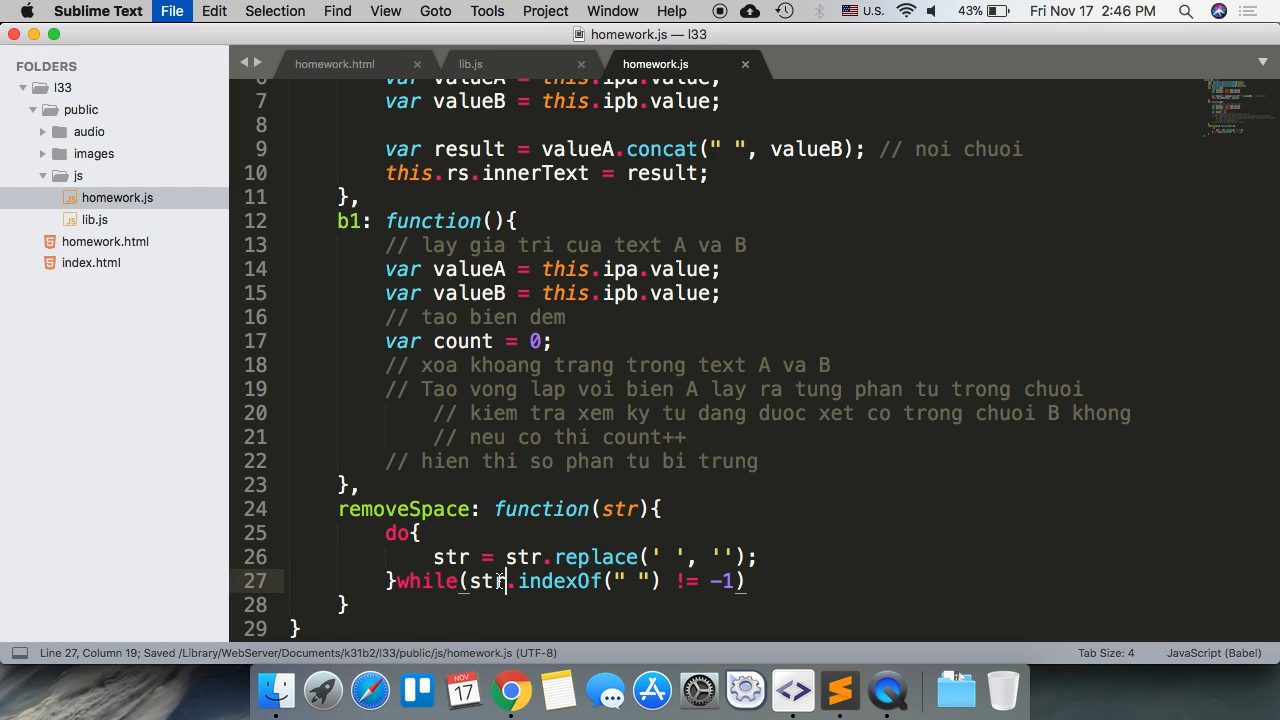 Sublime Text File Edit Selection Find View Goto Tools Project Window Help U.S. 43% Fri Nov 17 2:46 PM
homework.js — l33
FOLDERS
l33
public
audio
images
js
homework.js
lib.js
homework.html
index.html
homework.html × lib.js × homework.js ×
6 var valueA = this.ipa.value;
7 var valueB = this.ipb.value;
8
9 var result = valueA.concat(" ", valueB); // noi chuoi
10 this.rs.innerText = result;
11 },
12 b1: function(){
13 // lay gia tri cua text A va B
14 var valueA = this.ipa.value;
15 var valueB = this.ipb.value;
16 // tao bien dem
17 var count = 0;
18 // xoa khoang trang trong text A va B
19 // Tao vong lap voi bien A lay ra tung phan tu trong chuoi
20 // kiem tra xem ky tu dang duoc xet co trong chuoi B khong
21 // neu co thi count++
22 // hien thi so phan tu bi trung
23 },
24 removeSpace: function(str){
25 do{
26 str = str.replace(' ', '');
27 }while(str.indexOf(" ") != -1)
28 }
29 }
Line 27, Column 19; Saved /Library/WebServer/Documents/k31b2/l33/public/js/homework.js (UTF-8) Tab Size: 4 JavaScript (Babel)
NOV
17